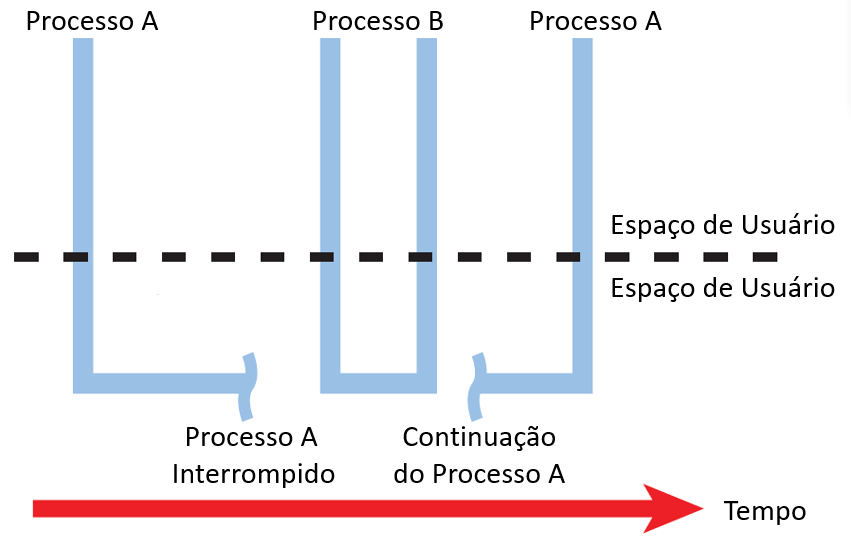 Processo A
Processo B
Processo A
Espaço de Usuário
Espaço de Usuário
Processo A
Interrompido
Continuação
do Processo A
Tempo